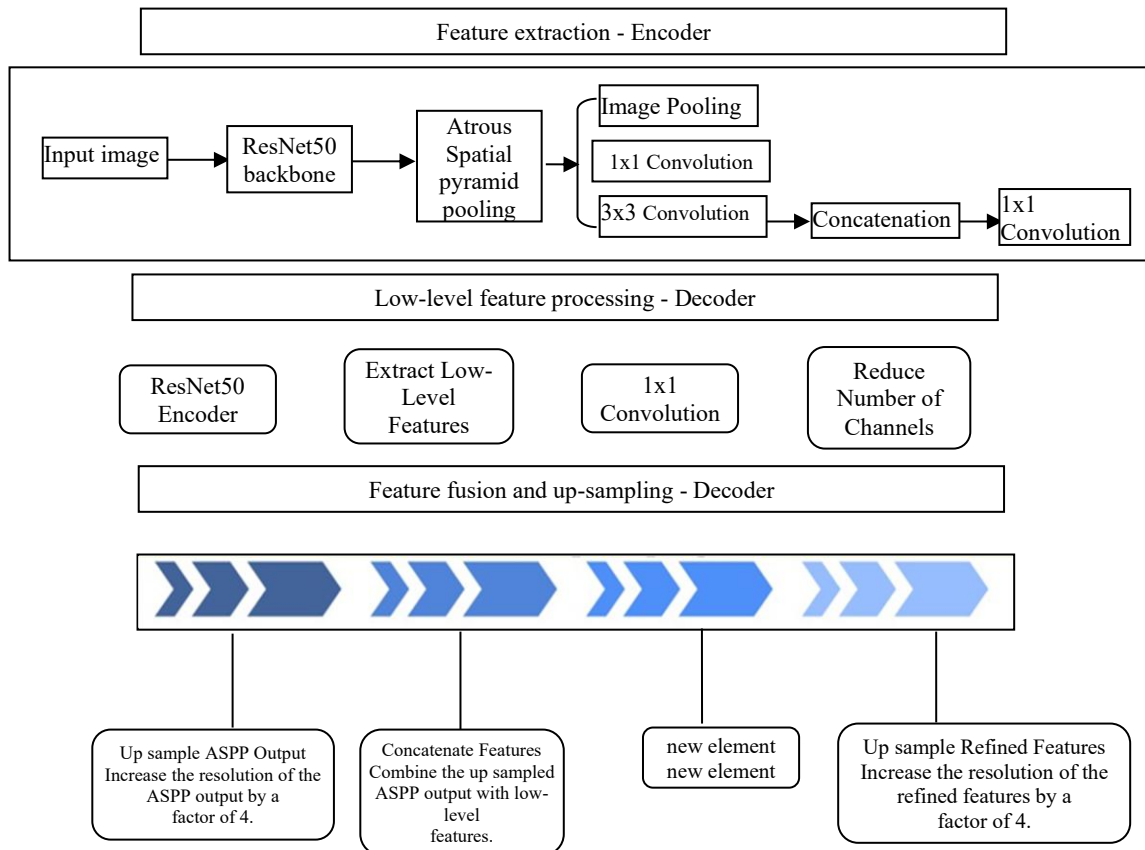 Feature extraction - Encoder
Input image
ResNet50
backbone
Atrous
Spatial
pyramid
pooling
Image Pooling
1x1 Convolution
3x3 Convolution
Concatenation
1x1
Convolution
Low-level feature processing - Decoder
ResNet50
Encoder
Extract Low-
Level
Features
1x1
Convolution
Reduce
Number of
Channels
Feature fusion and up-sampling - Decoder
Up sample ASPP Output
Increase the resolution of the
ASPP output by a
factor of 4.
Concatenate Features
Combine the up sampled
ASPP output with low-
level
features.
new element
new element
Up sample Refined Features
Increase the resolution of the
refined features by a
factor of 4.